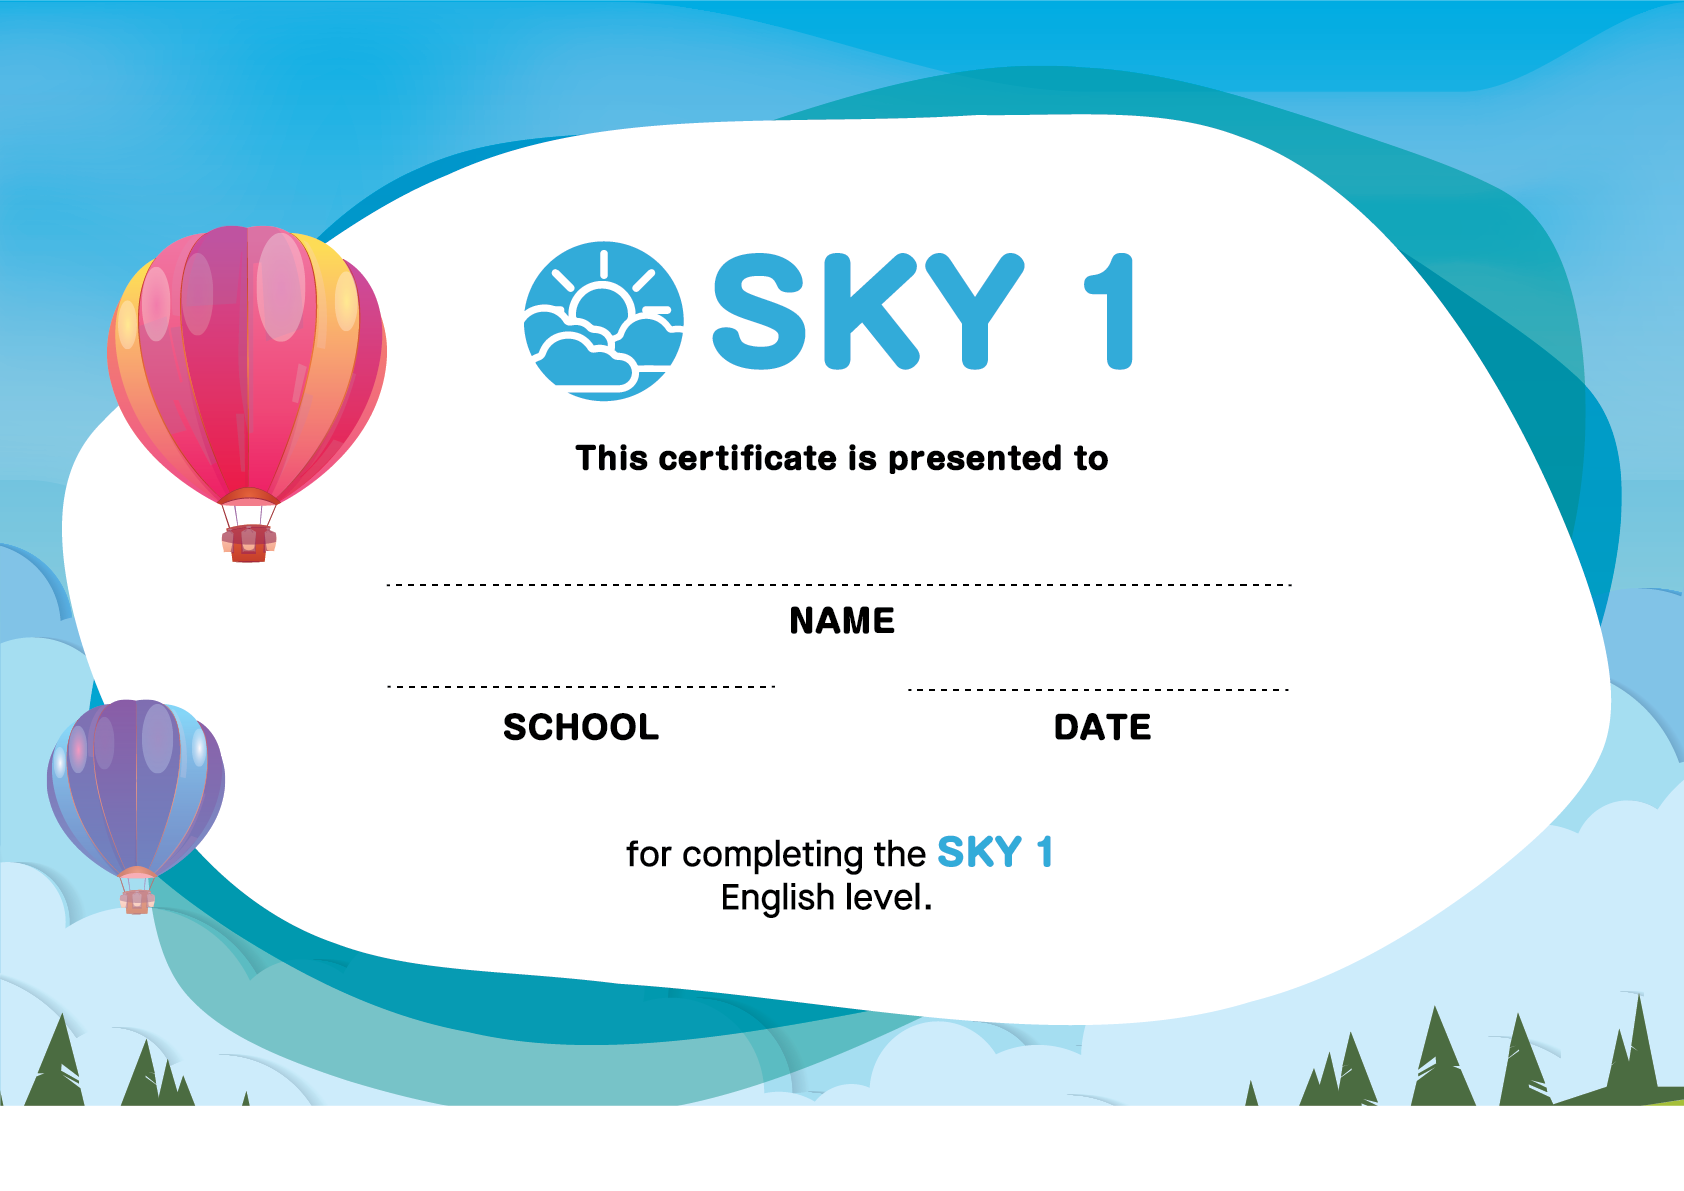 SKY 1
This certificate is presented to
NAME
SCHOOL
DATE
for completing the SKY 1
English level.